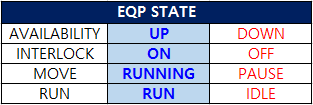 EQP STATE
AVAILABILITY UP DOWN
INTERLOCK ON OFF
MOVE RUNNING PAUSE
RUN RUN IDLE